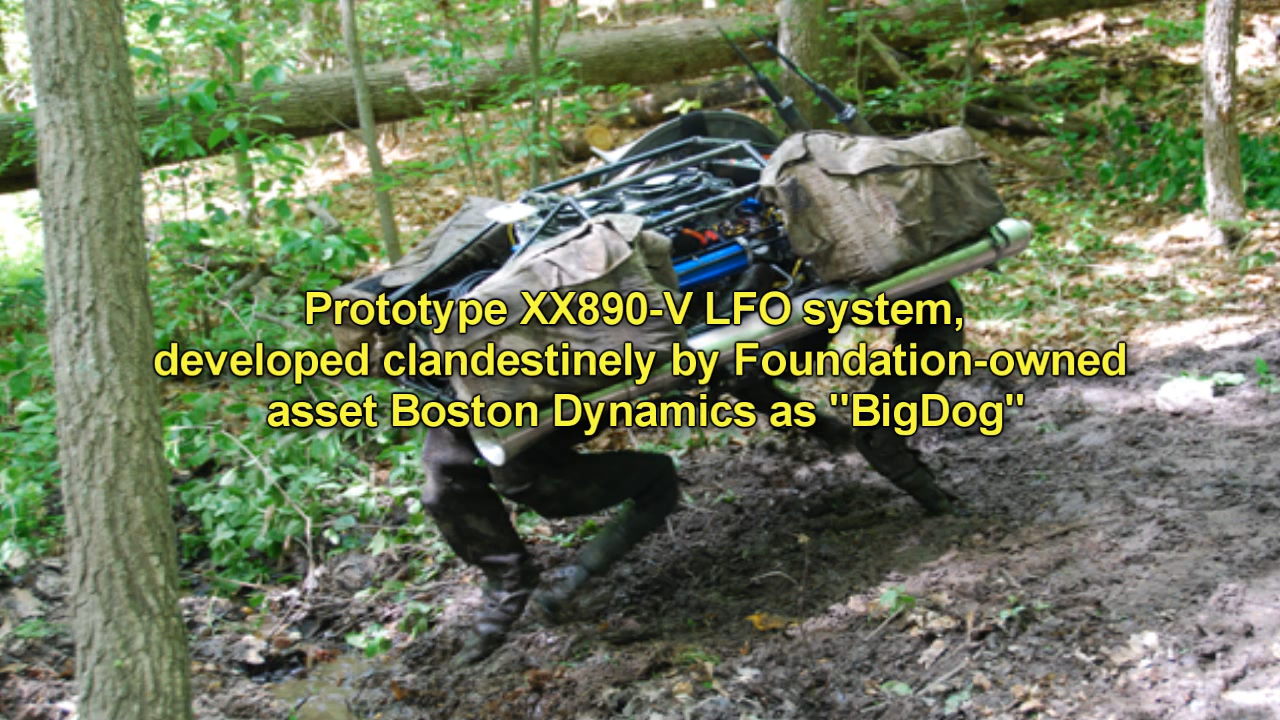 Prototype XX890-V LFO system,
developed clandestinely by Foundation-owned
asset Boston Dynamics as "BigDog"